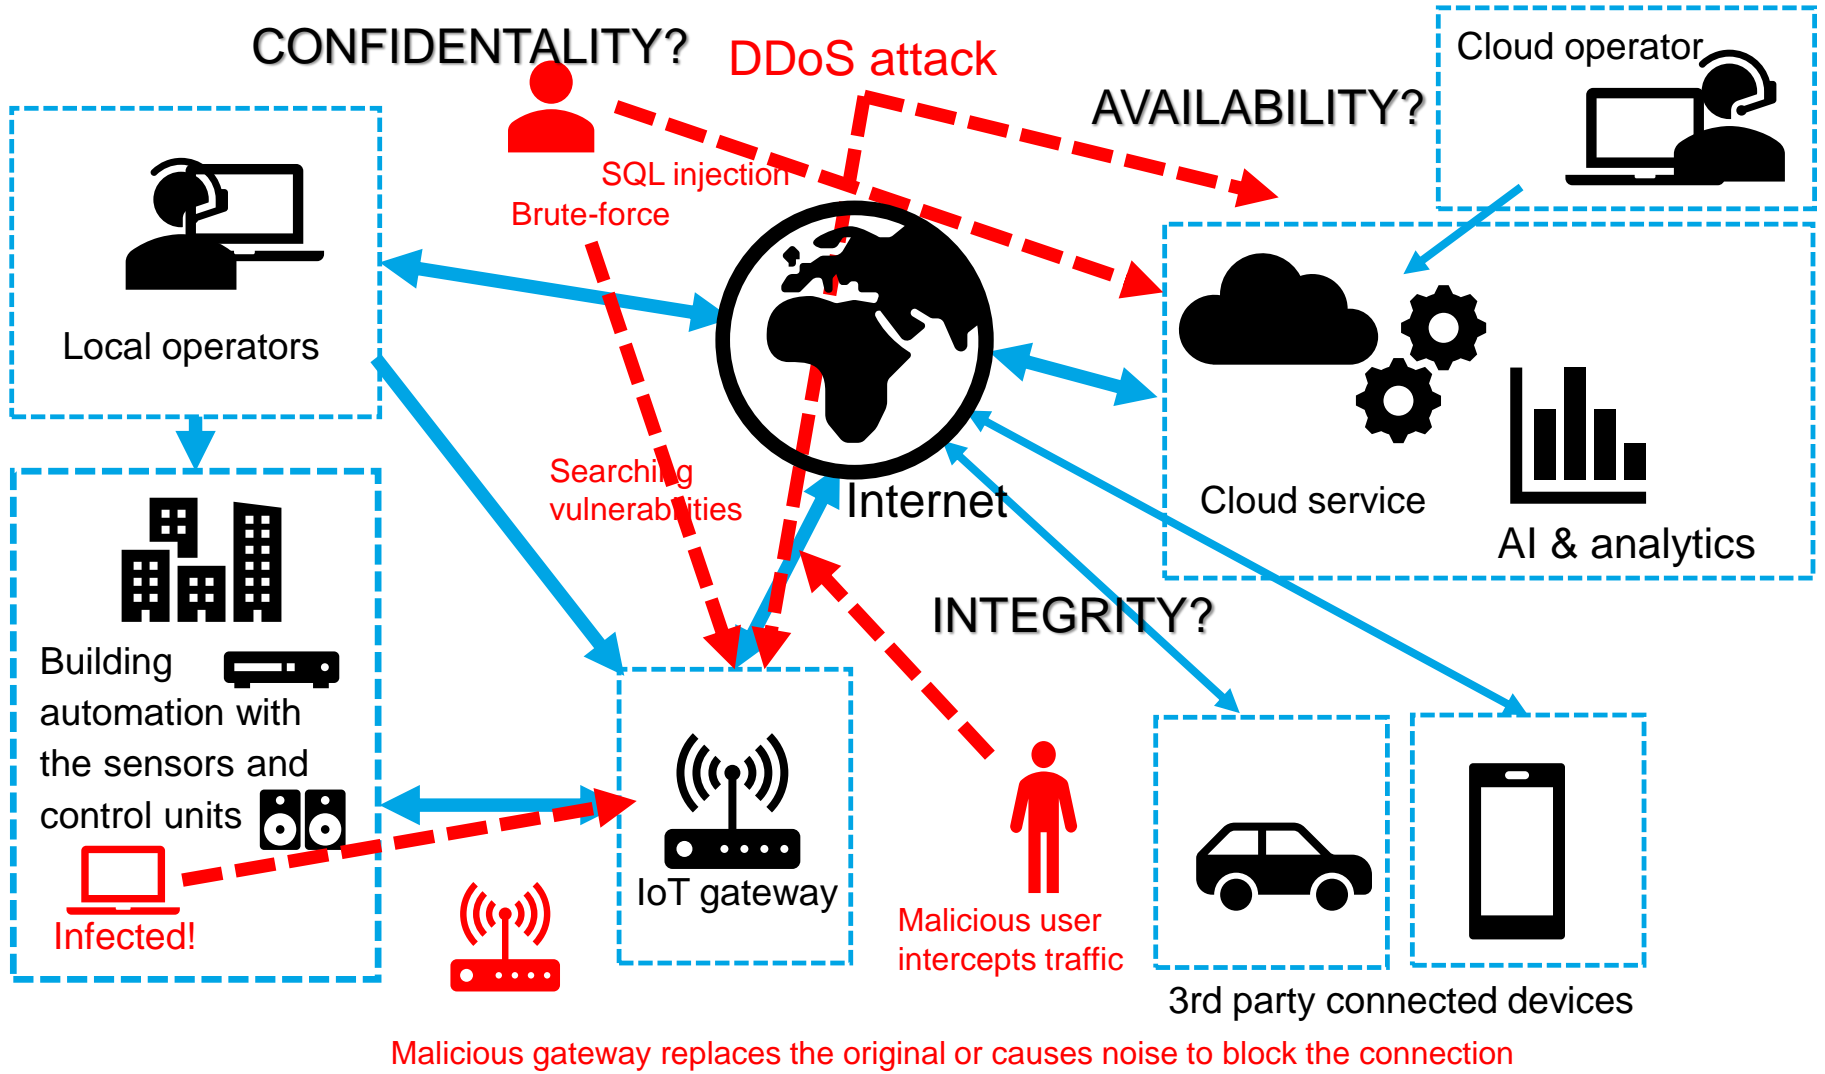 CONFIDENTALITY?
DDoS attack
Cloud operator
AVAILABILITY?
SQL injection
Brute-force
Local operators
Searching
vulnerabilities
Internet
Cloud service
AI & analytics
INTEGRITY?
Building
automation with
the sensors and
control units
Infected!
IoT gateway
Malicious user
intercepts traffic
3rd party connected devices
Malicious gateway replaces the original or causes noise to block the connection